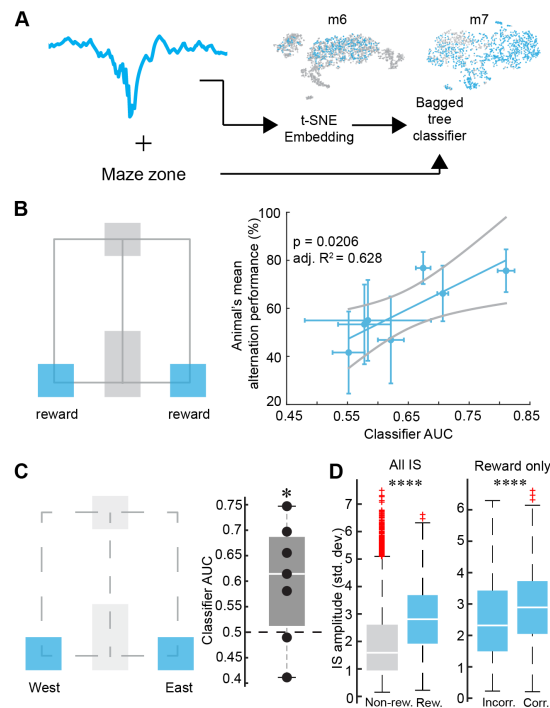 A
m6
m7
+
Maze zone
t-SNE
Embedding
Bagged
tree
classifier
B
reward
reward
Animal's mean
alternation performance (%)
100
80
60
40
20
p = 0.0206
adj. R² = 0.628
0.45
0.55
0.65
0.75
0.85
Classifier AUC
C
West
East
Classifier AUC
*
0.75
0.7
0.65
0.6
0.55
0.5
0.45
0.4
D
All IS
****
IS amplitude (std. dev.)
7
6
5
4
3
2
1
0
Non-rew.
Rew.
Reward only
****
6
5
4
3
2
1
0
Incorr.
Corr.